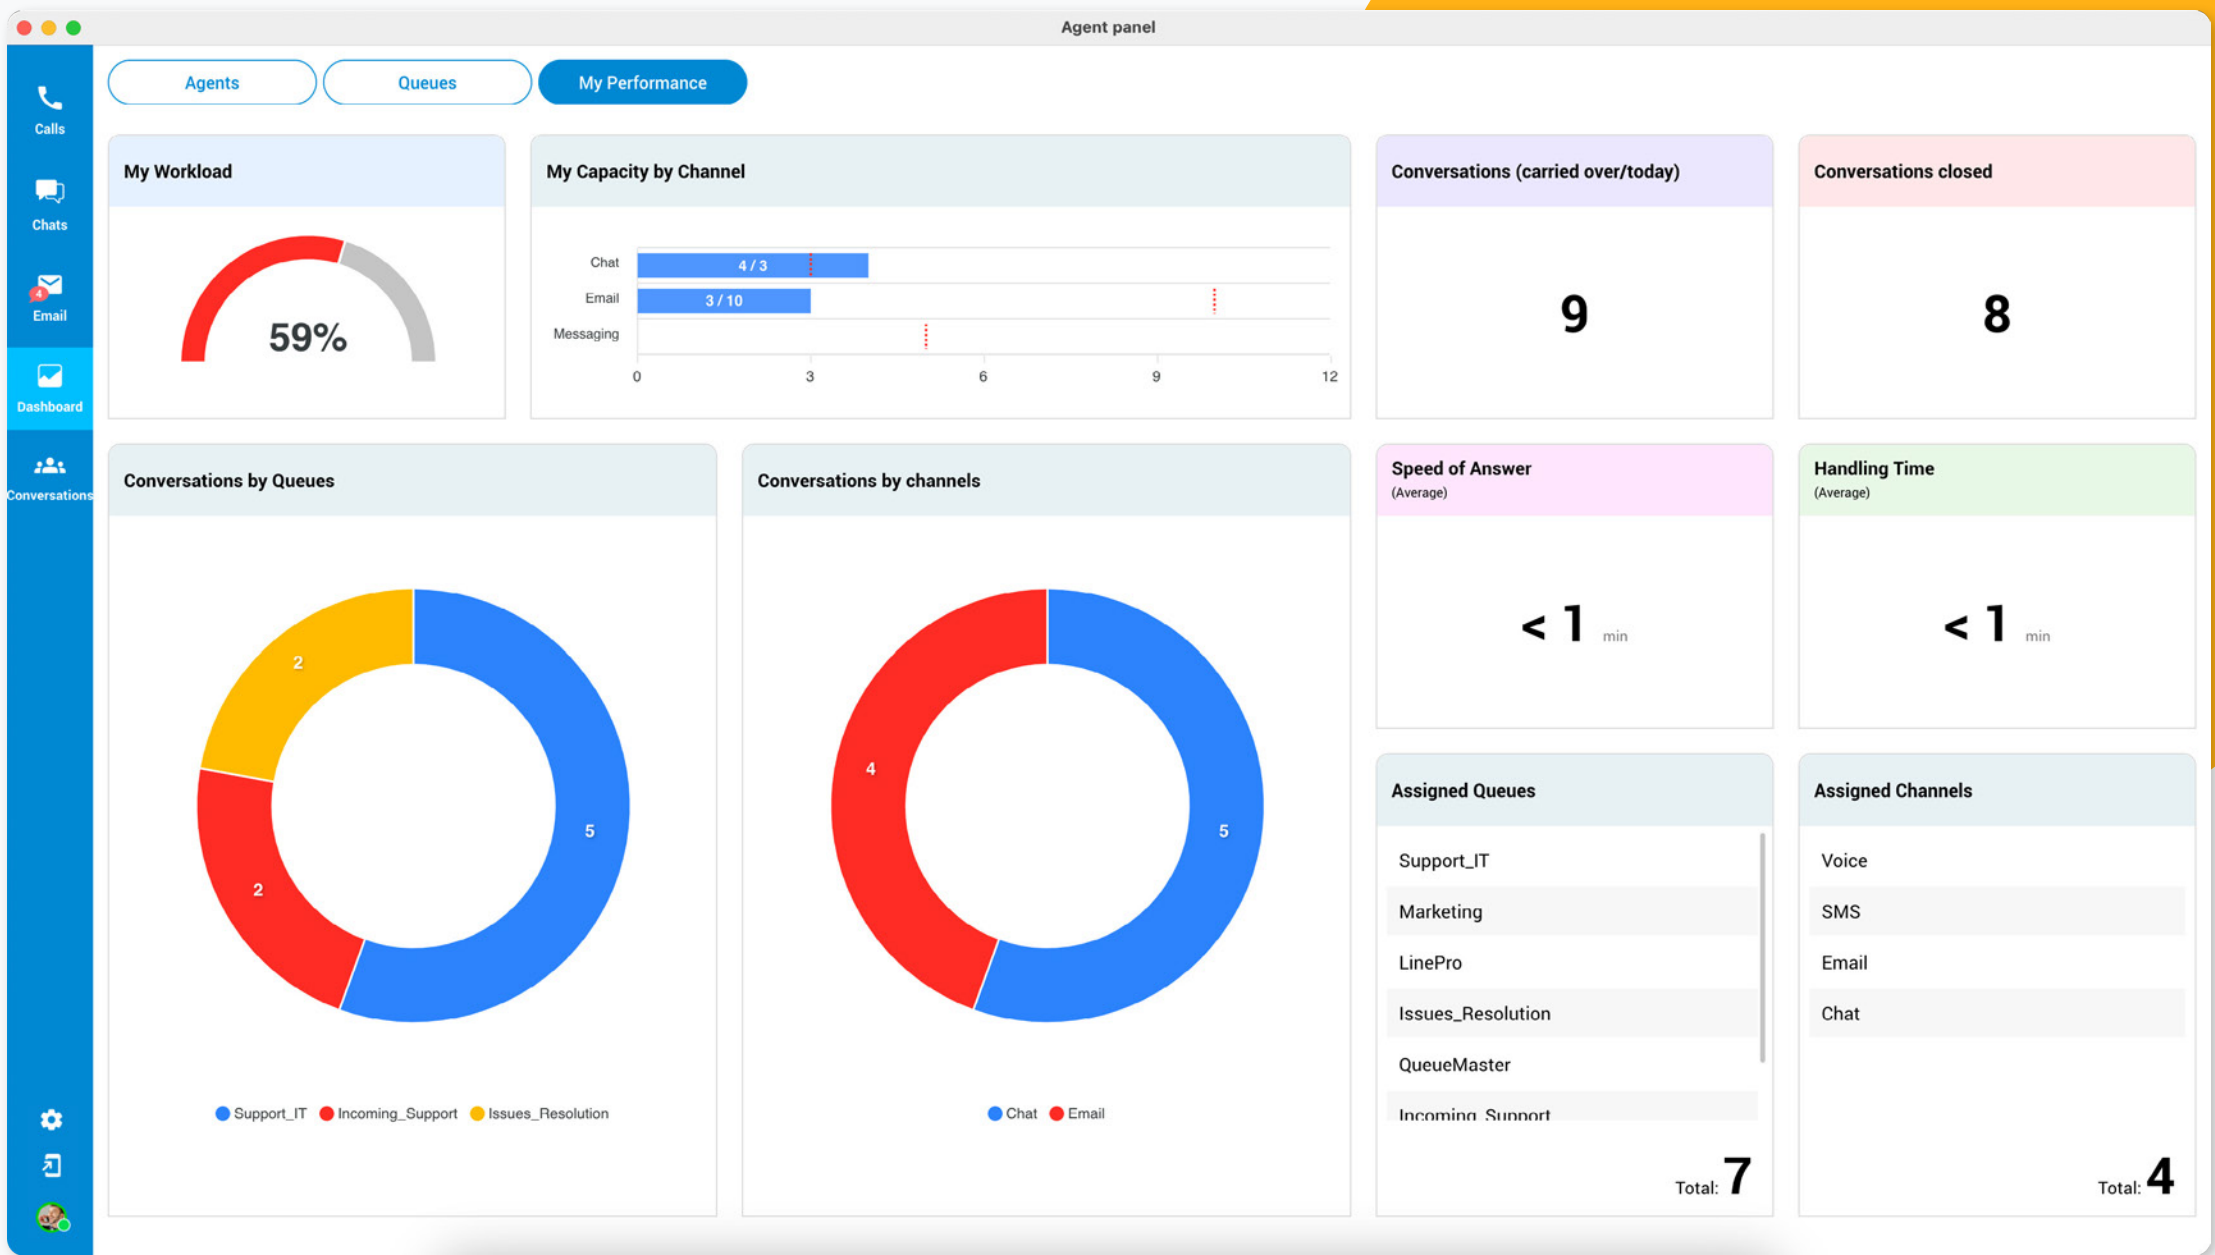 Agent panel
Calls
Chats
4
Email
Dashboard
Conversations
Agents
Queues
My Performance
My Workload
59%
My Capacity by Channel
Chat
4 / 3
Email
3 / 10
Messaging
0 3 6 9 12
Conversations (carried over/today)
9
Conversations closed
8
Conversations by Queues
2
5
2
Support_IT Incoming_Support Issues_Resolution
Conversations by channels
4
5
Chat Email
Speed of Answer
(Average)
< 1 min
Handling Time
(Average)
< 1 min
Assigned Queues
Support_IT
Marketing
LinePro
Issues_Resolution
QueueMaster
Incoming_Support
Total: 7
Assigned Channels
Voice
SMS
Email
Chat
Total: 4